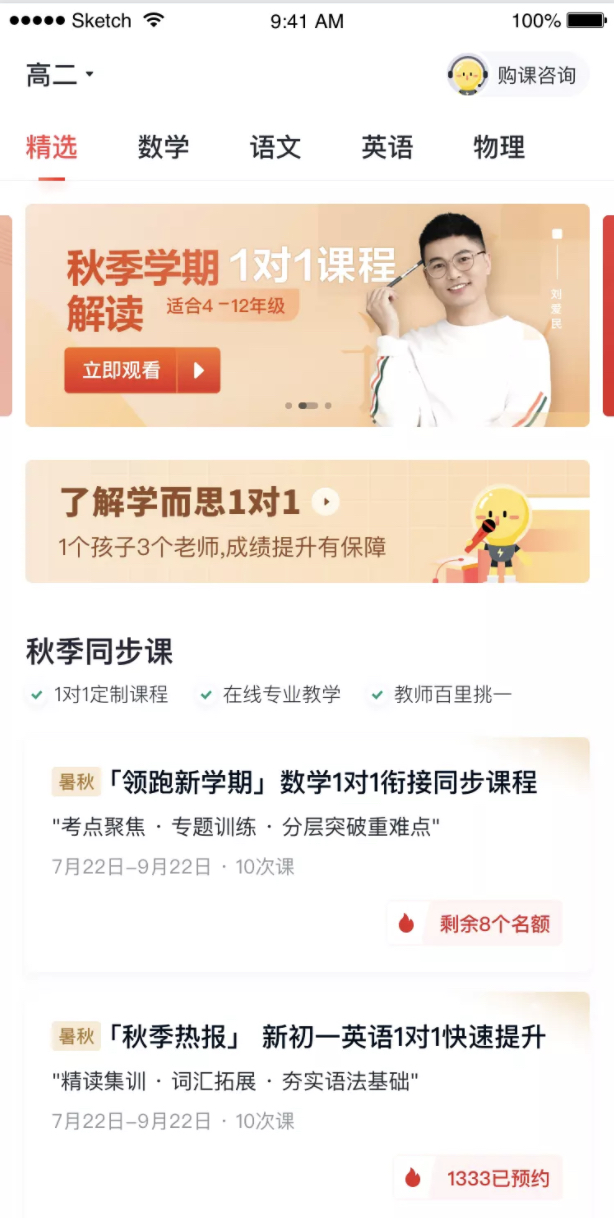 Sketch 9:41 AM 100%
高二 购课咨询
精选 数学 语文 英语 物理
秋季学期 1对1课程
解读 适合4-12年级
刘爱民
立即观看
了解学而思1对1
1个孩子3个老师,成绩提升有保障
秋季同步课
1对1定制课程 在线专业教学 教师百里挑一
暑秋「领跑新学期」数学1对1衔接同步课程
"考点聚焦 · 专题训练 · 分层突破重难点"
7月22日-9月22日 · 10次课
剩余8个名额
暑秋「秋季热报」 新初一英语1对1快速提升
"精读集训 · 词汇拓展 · 夯实语法基础"
7月22日-9月22日 · 10次课
1333已预约